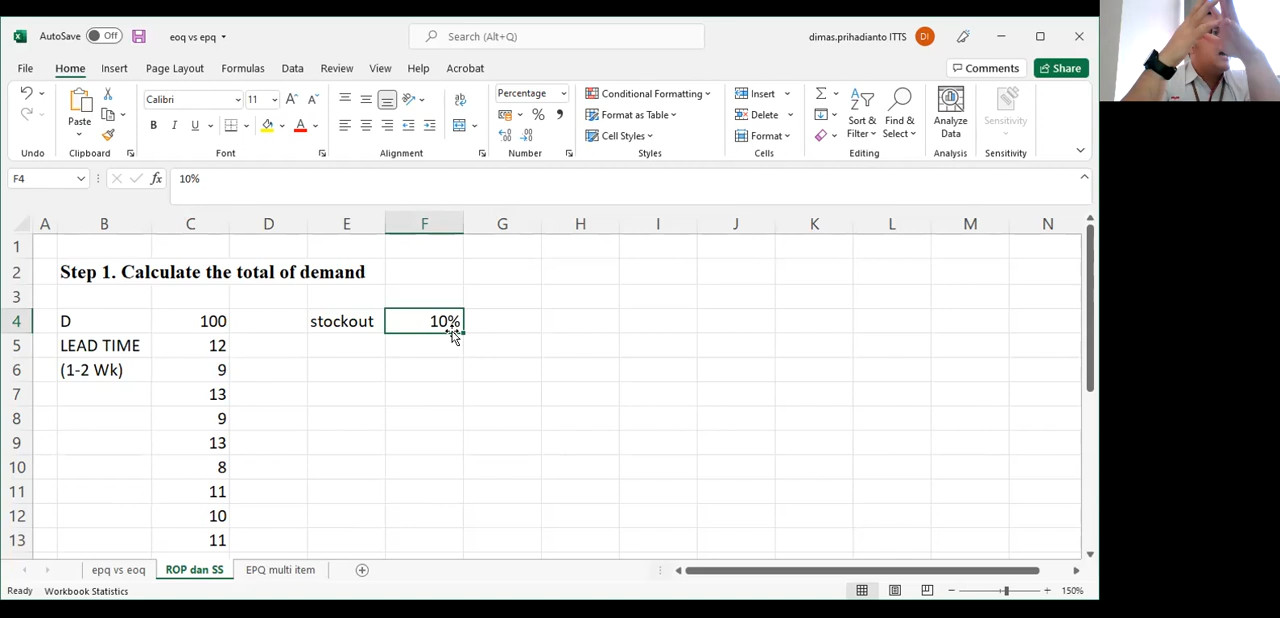 AutoSave Off eoq vs epq Search (Alt+Q) dimas.prihadianto ITTS DI
File Home Insert Draw Page Layout Formulas Data Review View Help Acrobat Comments Share
Calibri 11 Percentage Conditional Formatting Insert
Paste Format as Table Delete Sort & Filter Find & Select Analyze Data Sensitivity
B I U A Cell Styles Format
Undo Clipboard Font Alignment Number Styles Cells Editing Analysis Sensitivity
F4 fx 10%
A B C D E F G H I J K L M N
1
2 Step 1. Calculate the total of demand
3
4 D 100 stockout 10%
5 LEAD TIME 12
6 (1-2 Wk) 9
7 13
8 9
9 13
10 8
11 11
12 10
13 11
epq vs eoq ROP dan SS EPQ multi item
Ready Workbook Statistics 150%